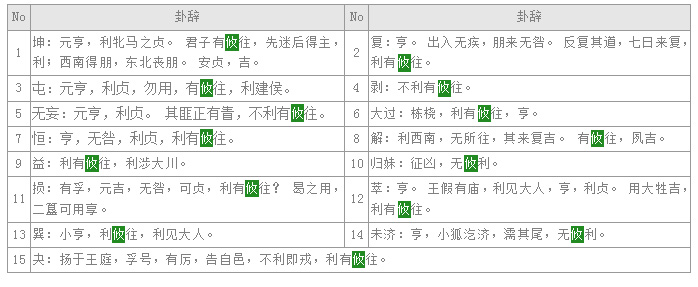 No 卦辞 No 卦辞
1 坤：元亨，利牝马之贞。 君子有攸往，先迷后得主，
利；西南得朋，东北丧朋。 安贞，吉。
2 复：亨。 出入无疾，朋来无咎。 反复其道，七日来复，
利有攸往。
3 屯：元亨，利贞，勿用，有攸往，利建侯。
4 剥：不利有攸往。
5 无妄：元亨，利贞。 其匪正有眚，不利有攸往。
6 大过：栋桡，利有攸往，亨。
7 恒：亨，无咎，利贞，利有攸往。
8 解：利西南，无所往，其来复吉。 有攸往，夙吉。
9 益：利有攸往，利涉大川。
10 归妹：征凶，无攸利。
11 损：有孚，元吉，无咎，可贞，利有攸往？ 曷之用，
二簋可用享。
12 萃：亨。 王假有庙，利见大人，亨，利贞。 用大牲吉，
利有攸往。
13 巽：小亨，利攸往，利见大人。
14 未济：亨，小狐汔济，濡其尾，无攸利。
15 夬：扬于王庭，孚号，有厉，告自邑，不利即戎，利有攸往。